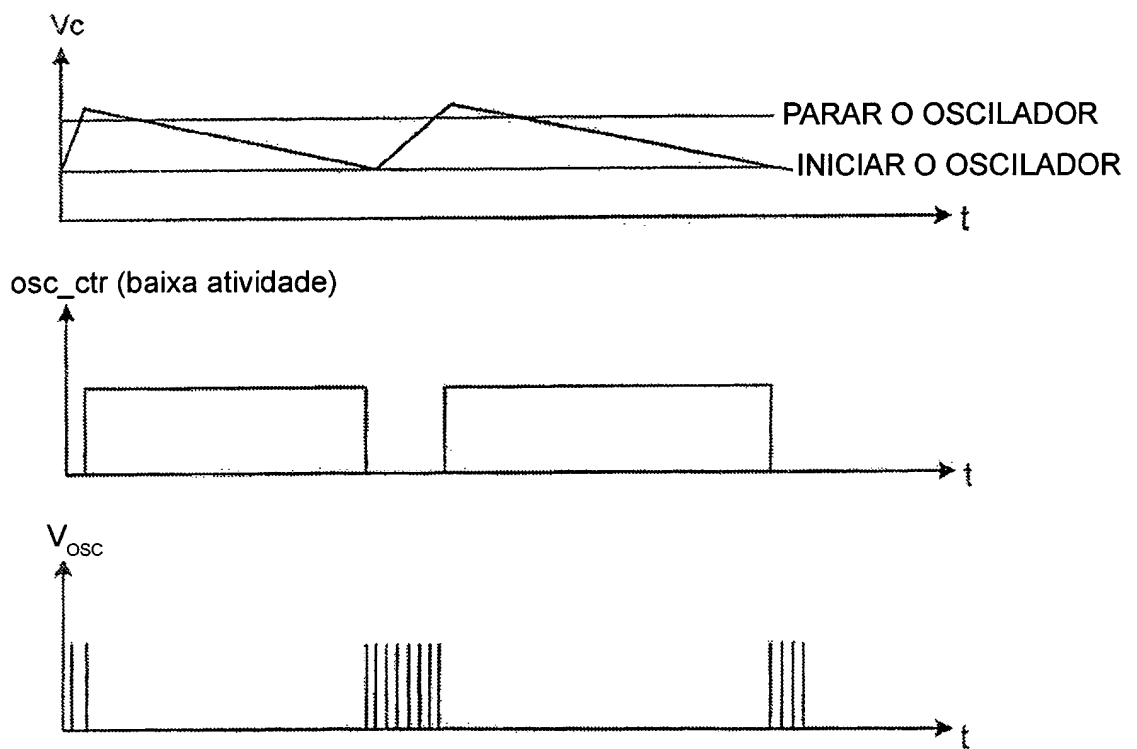 Vc
PARAR O OSCILADOR
INICIAR O OSCILADOR
t
osc_ctr (baixa atividade)
t
Vosc
t